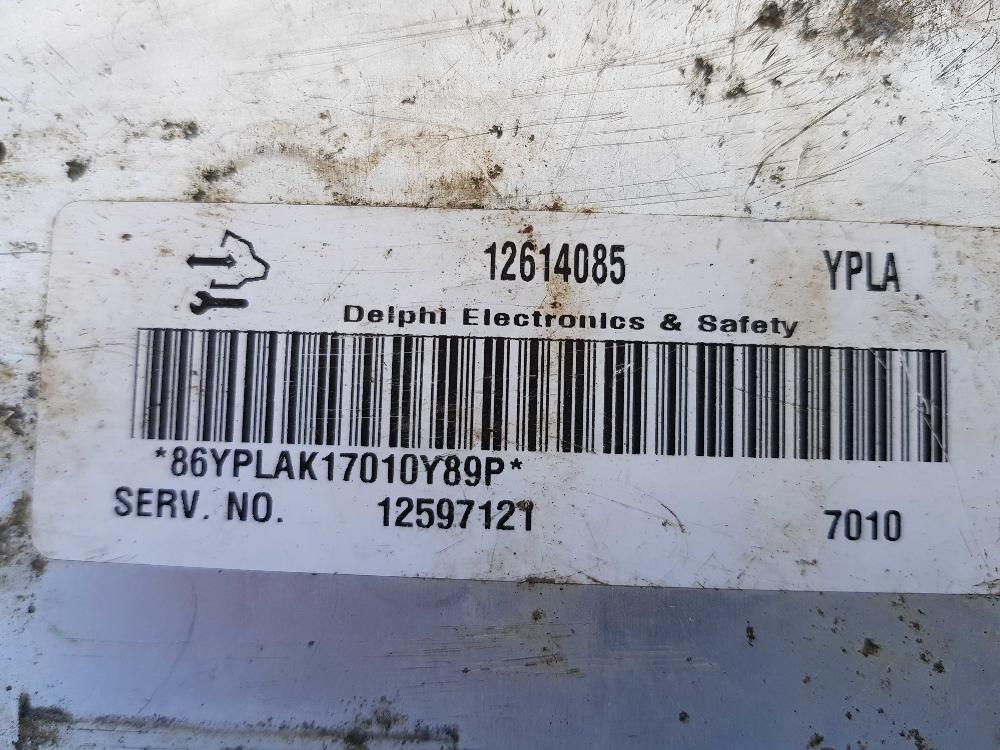 12614085 YPLA
Delphi Electronics & Safety
*86YPLAK17010Y89P*
SERV. NO. 12597121 7010